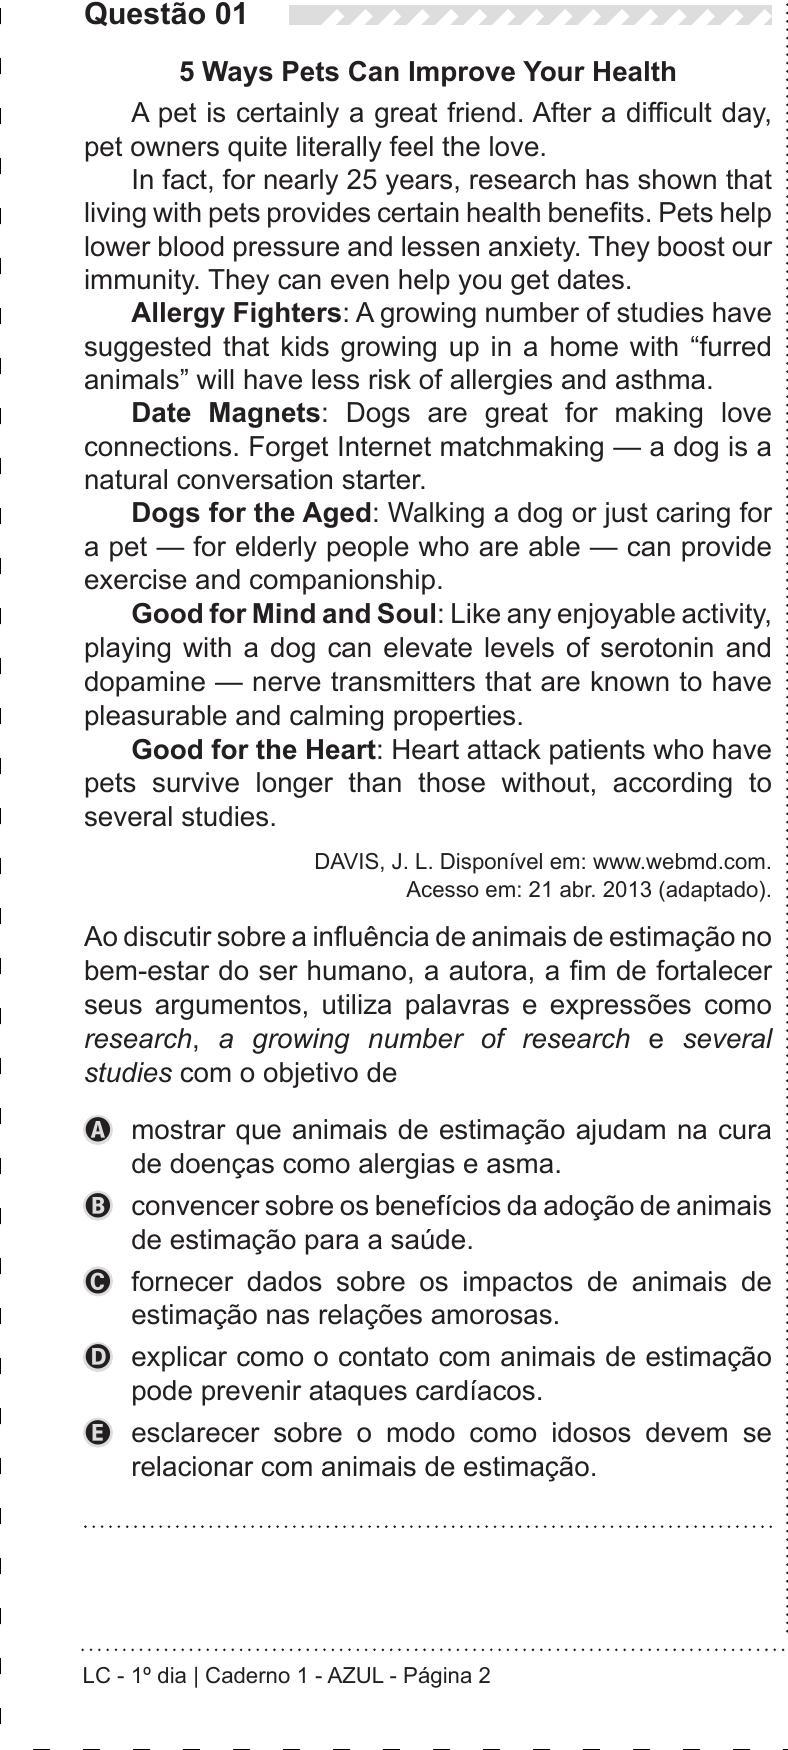 Questão 01
5 Ways Pets Can Improve Your Health
A pet is certainly a great friend. After a difficult day,
pet owners quite literally feel the love.
In fact, for nearly 25 years, research has shown that
living with pets provides certain health benefits. Pets help
lower blood pressure and lessen anxiety. They boost our
immunity. They can even help you get dates.
Allergy Fighters: A growing number of studies have
suggested that kids growing up in a home with “furred
animals” will have less risk of allergies and asthma.
Date Magnets: Dogs are great for making love
connections. Forget Internet matchmaking — a dog is a
natural conversation starter.
Dogs for the Aged: Walking a dog or just caring for
a pet — for elderly people who are able — can provide
exercise and companionship.
Good for Mind and Soul: Like any enjoyable activity,
playing with a dog can elevate levels of serotonin and
dopamine — nerve transmitters that are known to have
pleasurable and calming properties.
Good for the Heart: Heart attack patients who have
pets survive longer than those without, according to
several studies.
DAVIS, J. L. Disponível em: www.webmd.com.
Acesso em: 21 abr. 2013 (adaptado).
Ao discutir sobre a influência de animais de estimação no
bem-estar do ser humano, a autora, a fim de fortalecer
seus argumentos, utiliza palavras e expressões como
research, a growing number of research e several
studies com o objetivo de
A mostrar que animais de estimação ajudam na cura
de doenças como alergias e asma.
B convencer sobre os benefícios da adoção de animais
de estimação para a saúde.
C fornecer dados sobre os impactos de animais de
estimação nas relações amorosas.
D explicar como o contato com animais de estimação
pode prevenir ataques cardíacos.
E esclarecer sobre o modo como idosos devem se
relacionar com animais de estimação.
LC - 1º dia | Caderno 1 - AZUL - Página 2